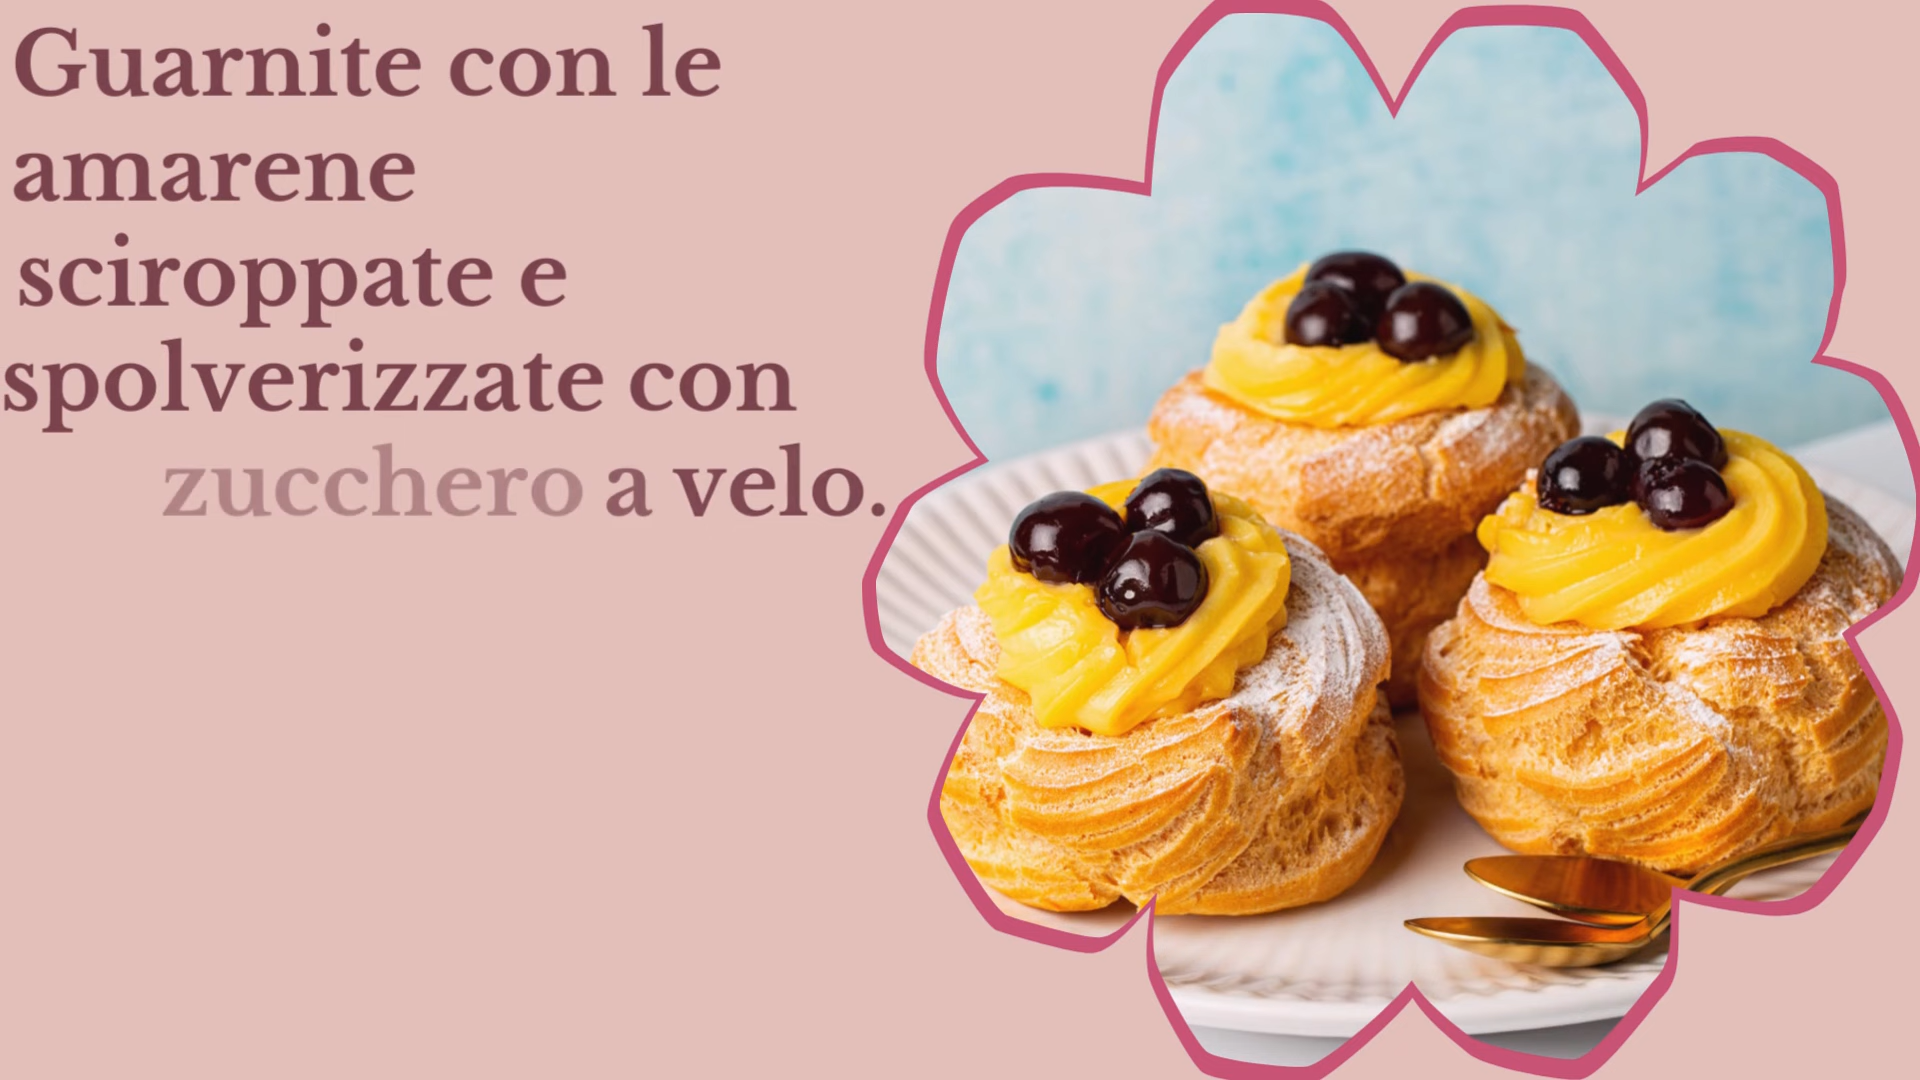 Guarnite con le
amarene
sciroppate e
spolverizzate con
zucchero a velo.